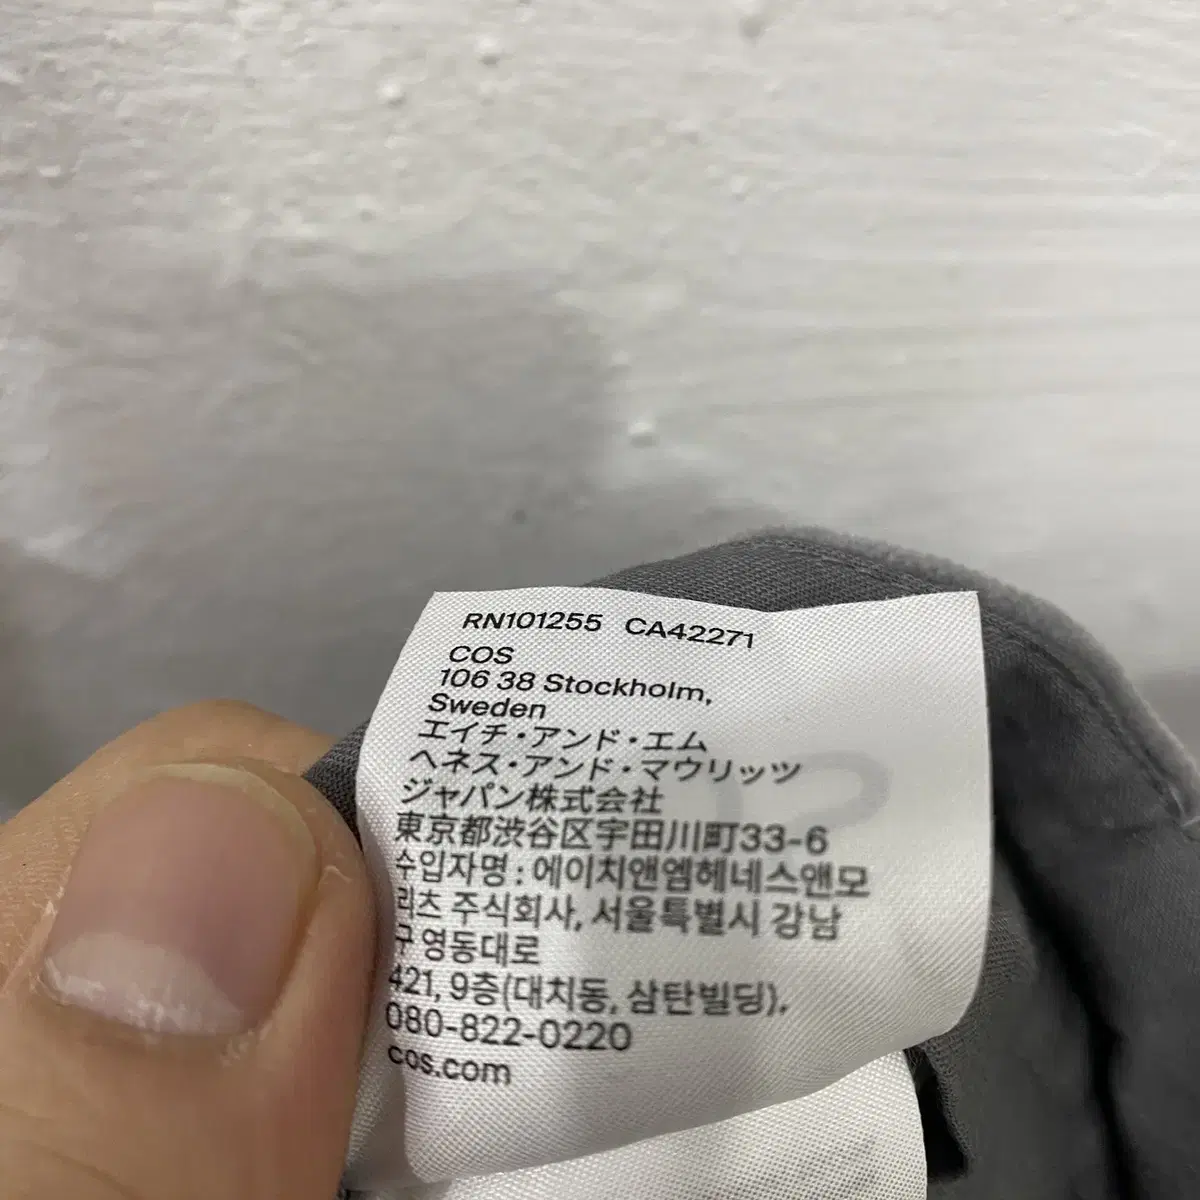 RN101255 CA42271
COS
106 38 Stockholm,
Sweden
エイチ・アンド・エム
ヘネス・アンド・マウリッツ
ジャパン株式会社
東京都渋谷区宇田川町33-6
수입자명 : 에이치앤엠헤네스앤모
리츠 주식회사, 서울특별시 강남
구 영동대로
421, 9층(대치동, 삼탄빌딩).
080-822-0220
cos.com